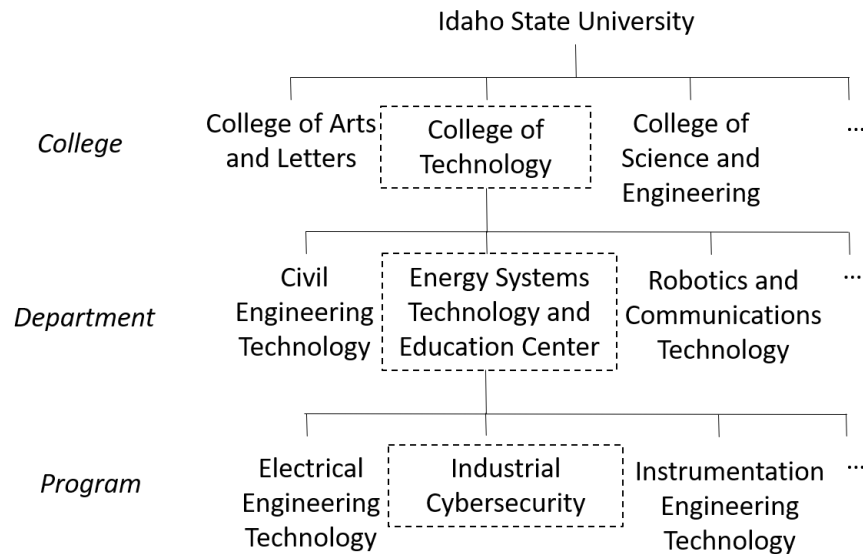 Idaho State University
College
College of Arts
and Letters
College of
Technology
College of
Science and
Engineering
...
Department
Civil
Engineering
Technology
Energy Systems
Technology and
Education Center
Robotics and
Communications
Technology
...
Program
Electrical
Engineering
Technology
Industrial
Cybersecurity
Instrumentation
Engineering
Technology
...